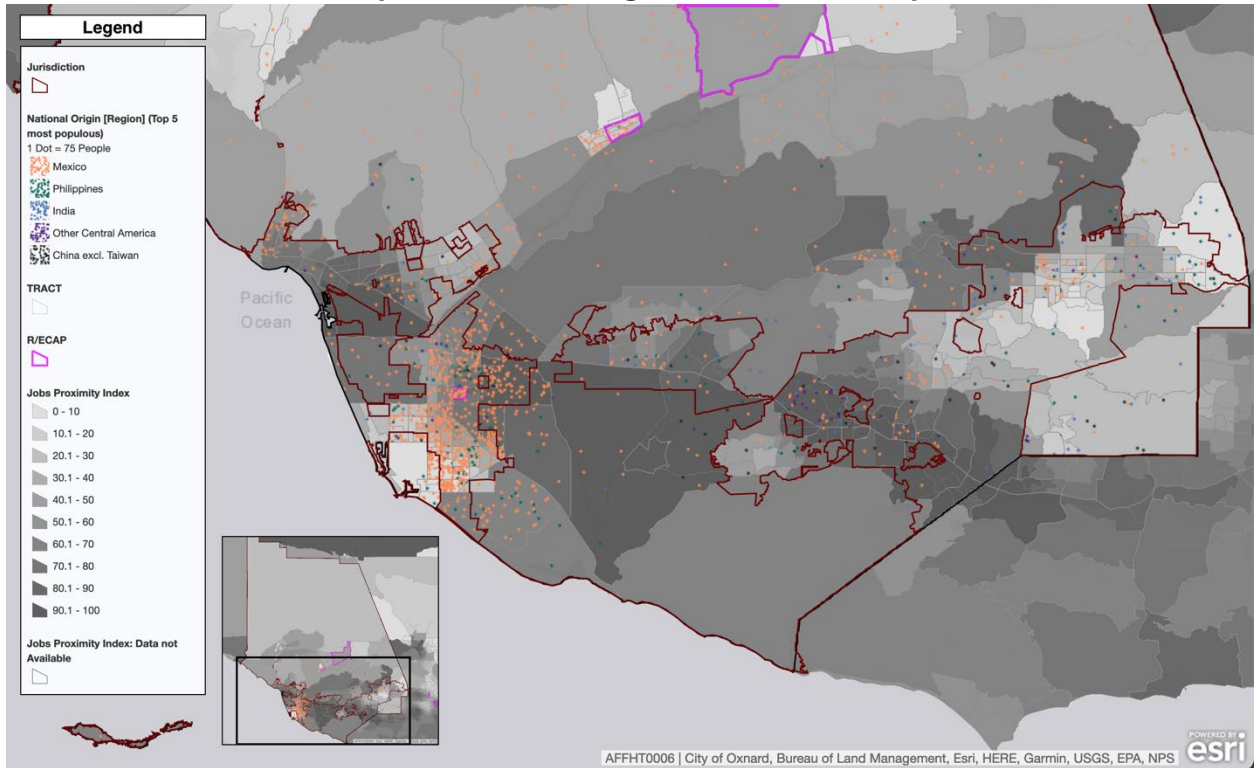 Legend
Jurisdiction
National Origin [Region] (Top 5
most populous)
1 Dot = 75 People
Mexico
Philippines
India
Other Central America
China excl. Taiwan
TRACT
R/ECAP
Jobs Proximity Index
0 - 10
10.1 - 20
20.1 - 30
30.1 - 40
40.1 - 50
50.1 - 60
60.1 - 70
70.1 - 80
80.1 - 90
90.1 - 100
Jobs Proximity Index: Data not
Available
Pacific
Ocean
AFFHT0006 | City of Oxnard, Bureau of Land Management, Esri, HERE, Garmin, USGS, EPA, NPS
POWERED BY
esri